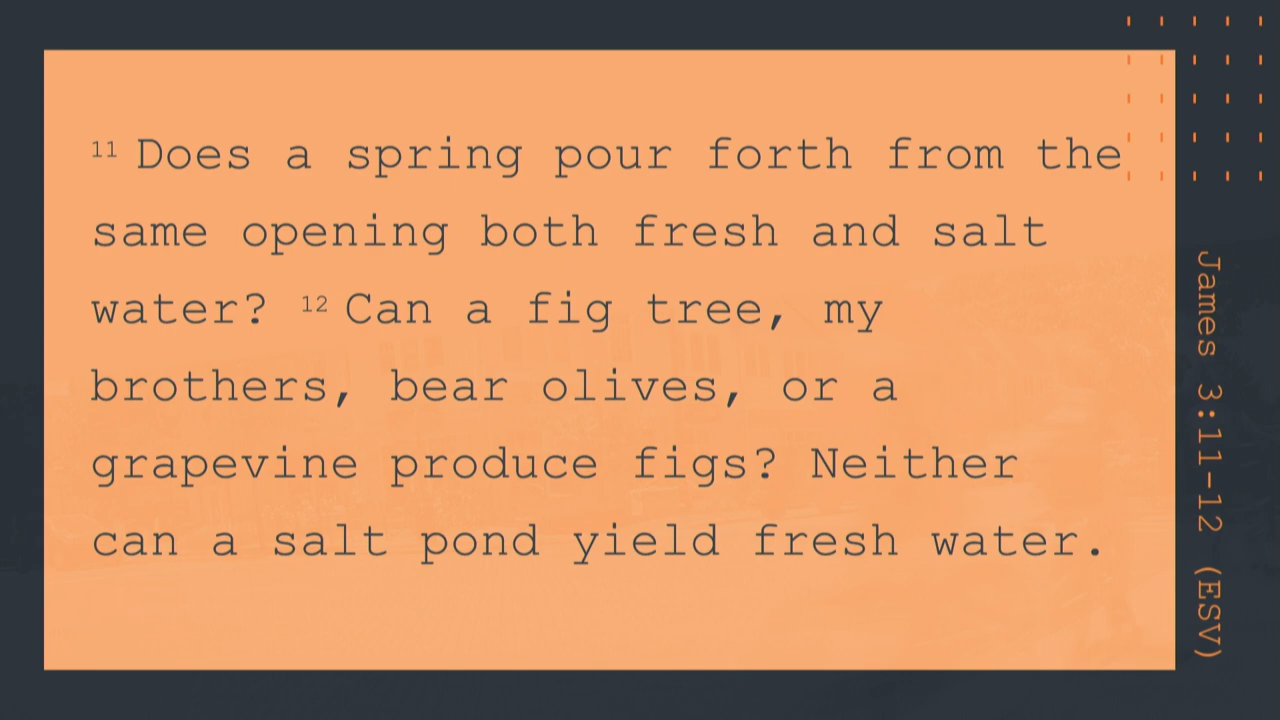 11 Does a spring pour forth from the
same opening both fresh and salt
water? 12 Can a fig tree, my
brothers, bear olives, or a
grapevine produce figs? Neither
can a salt pond yield fresh water.
James 3:11-12 (ESV)